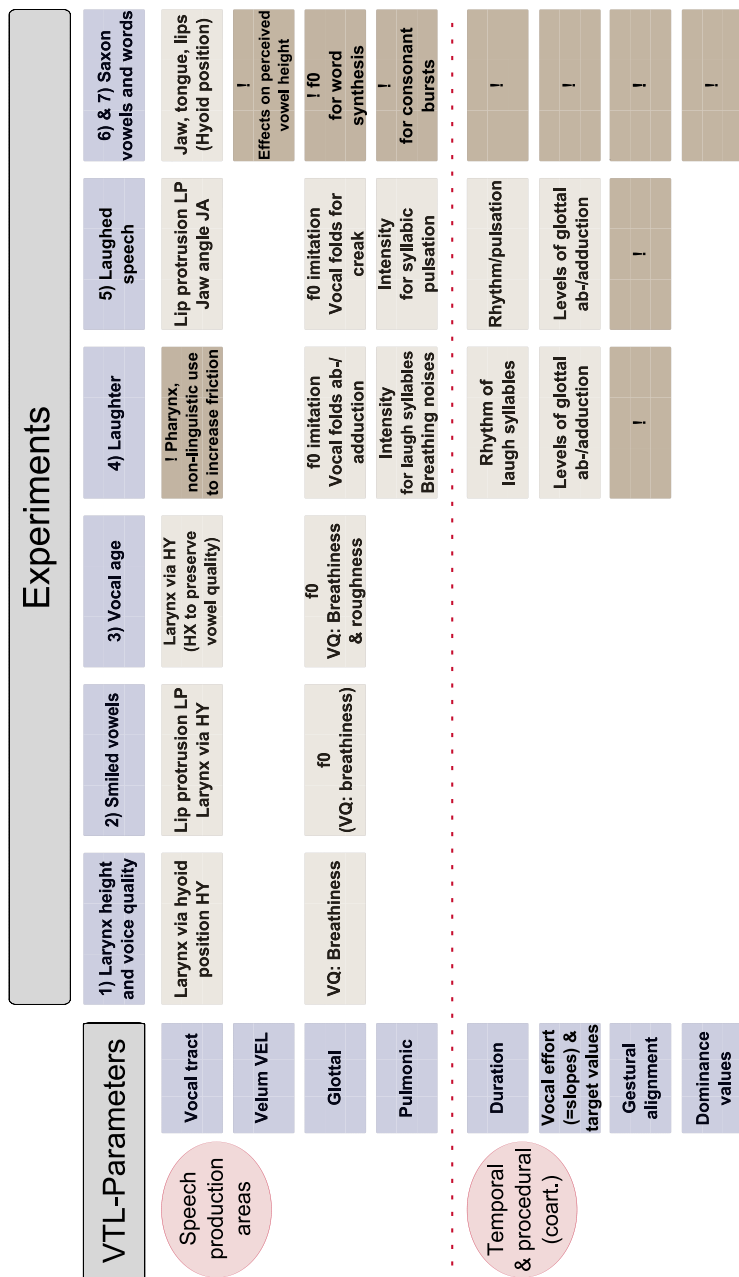 Experiments
VTL-Parameters
1) Larynx height
and voice quality
2) Smiled vowels
3) Vocal age
4) Laughter
5) Laughed
speech
6) & 7) Saxon
vowels and words
Speech
production
areas
Vocal tract
Larynx via hyoid
position HY
Lip protrusion LP
Larynx via HY
Larynx via HY
(HX to preserve
vowel quality)
! Pharynx,
non-linguistic use
to increase friction
Lip protrusion LP
Jaw angle JA
Jaw, tongue, lips
(Hyoid position)
Velum VEL
!
Effects on perceived
vowel height
Glottal
VQ: Breathiness
f0
(VQ: breathiness)
f0
VQ: Breathiness
& roughness
f0 imitation
Vocal folds ab-/
adduction
f0 imitation
Vocal folds for
creak
! f0
for word
synthesis
Pulmonic
Intensity
for laugh syllables
Breathing noises
Intensity
for syllabic
pulsation
!
for consonant
bursts
Temporal
& procedural
(coart.)
Duration
Rhythm of
laugh syllables
Rhythm/pulsation
!
Vocal effort
(=slopes) &
target values
Levels of glottal
ab-/adduction
Levels of glottal
ab-/adduction
!
Gestural
alignment
!
!
!
Dominance
values
!